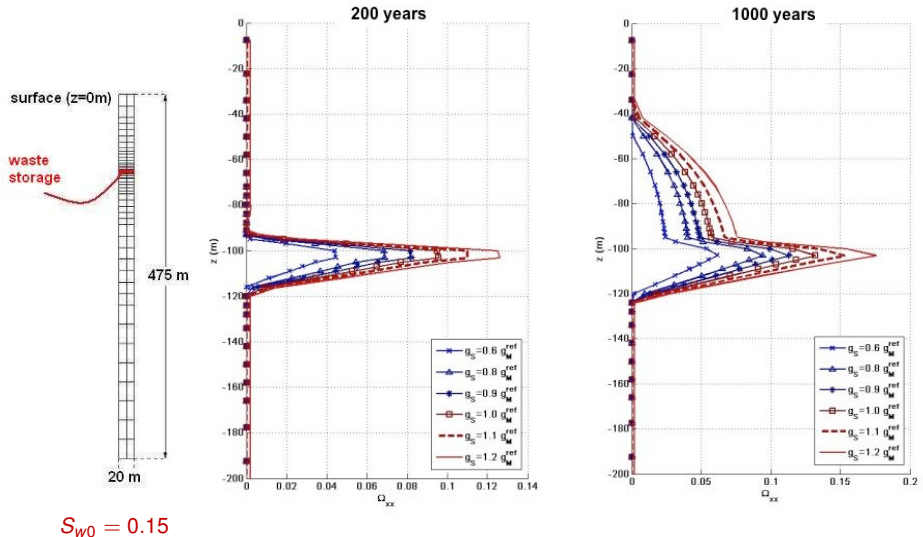 200 years
1000 years
surface (z=0m)
waste
storage
475 m
20 m
S_{w0} = 0.15
0
-20
-40
-60
-80
-100
-120
-140
-160
-180
-200
z (m)
0 0.02 0.04 0.06 0.08 0.1 0.12 0.14
Ω_{xx}
g_S=0.6 g_M^{ref}
g_S=0.8 g_M^{ref}
g_S=0.9 g_M^{ref}
g_S=1.0 g_M^{ref}
g_S=1.1 g_M^{ref}
g_S=1.2 g_M^{ref}
0
-20
-40
-60
-80
-100
-120
-140
-160
-180
-200
z (m)
0 0.05 0.1 0.15 0.2
Ω_{xx}
g_S=0.6 g_M^{ref}
g_S=0.8 g_M^{ref}
g_S=0.9 g_M^{ref}
g_S=1.0 g_M^{ref}
g_S=1.1 g_M^{ref}
g_S=1.2 g_M^{ref}